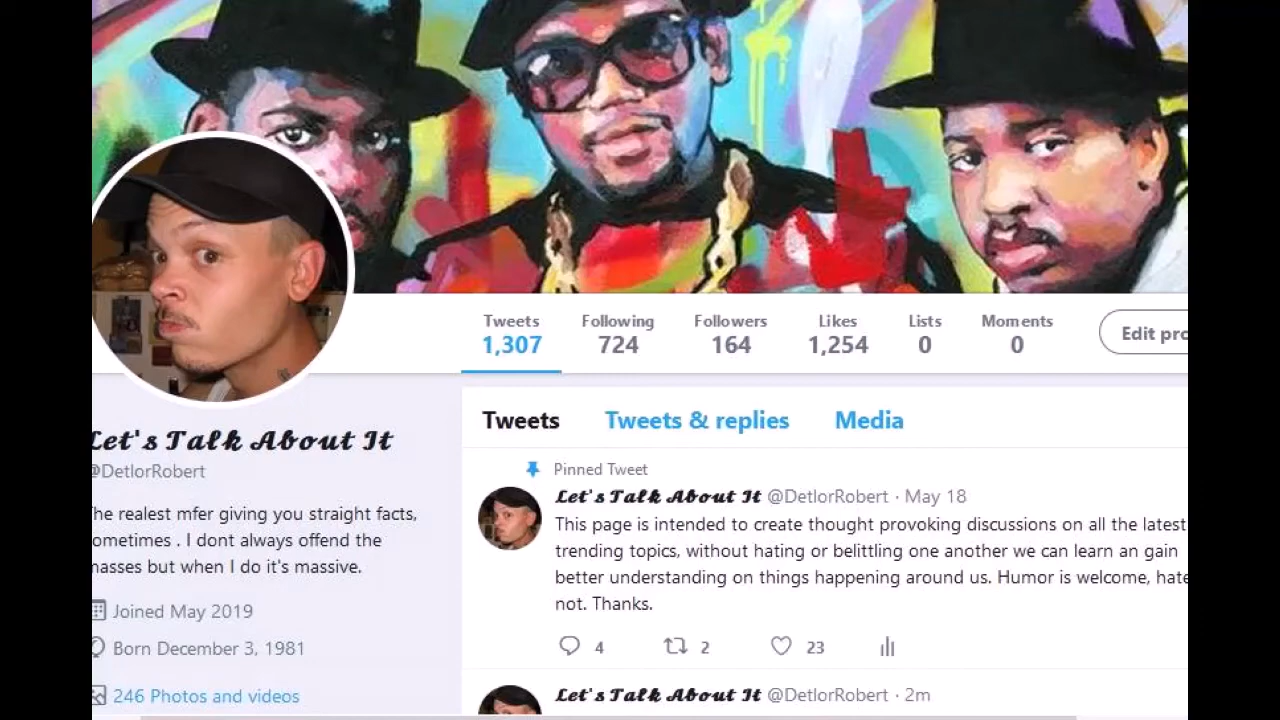 Tweets Following Followers Likes Lists Moments
1,307 724 164 1,254 0 0
Edit pro
Let's Talk About It
@DetlorRobert
The realest mfer giving you straight facts,
sometimes . I dont always offend the
masses but when I do it's massive.
Joined May 2019
Born December 3, 1981
246 Photos and videos
Tweets Tweets & replies Media
Pinned Tweet
Let's Talk About It @DetlorRobert · May 18
This page is intended to create thought provoking discussions on all the latest
trending topics, without hating or belittling one another we can learn an gain
better understanding on things happening around us. Humor is welcome, hate
not. Thanks.
4 2 23
Let's Talk About It @DetlorRobert · 2m